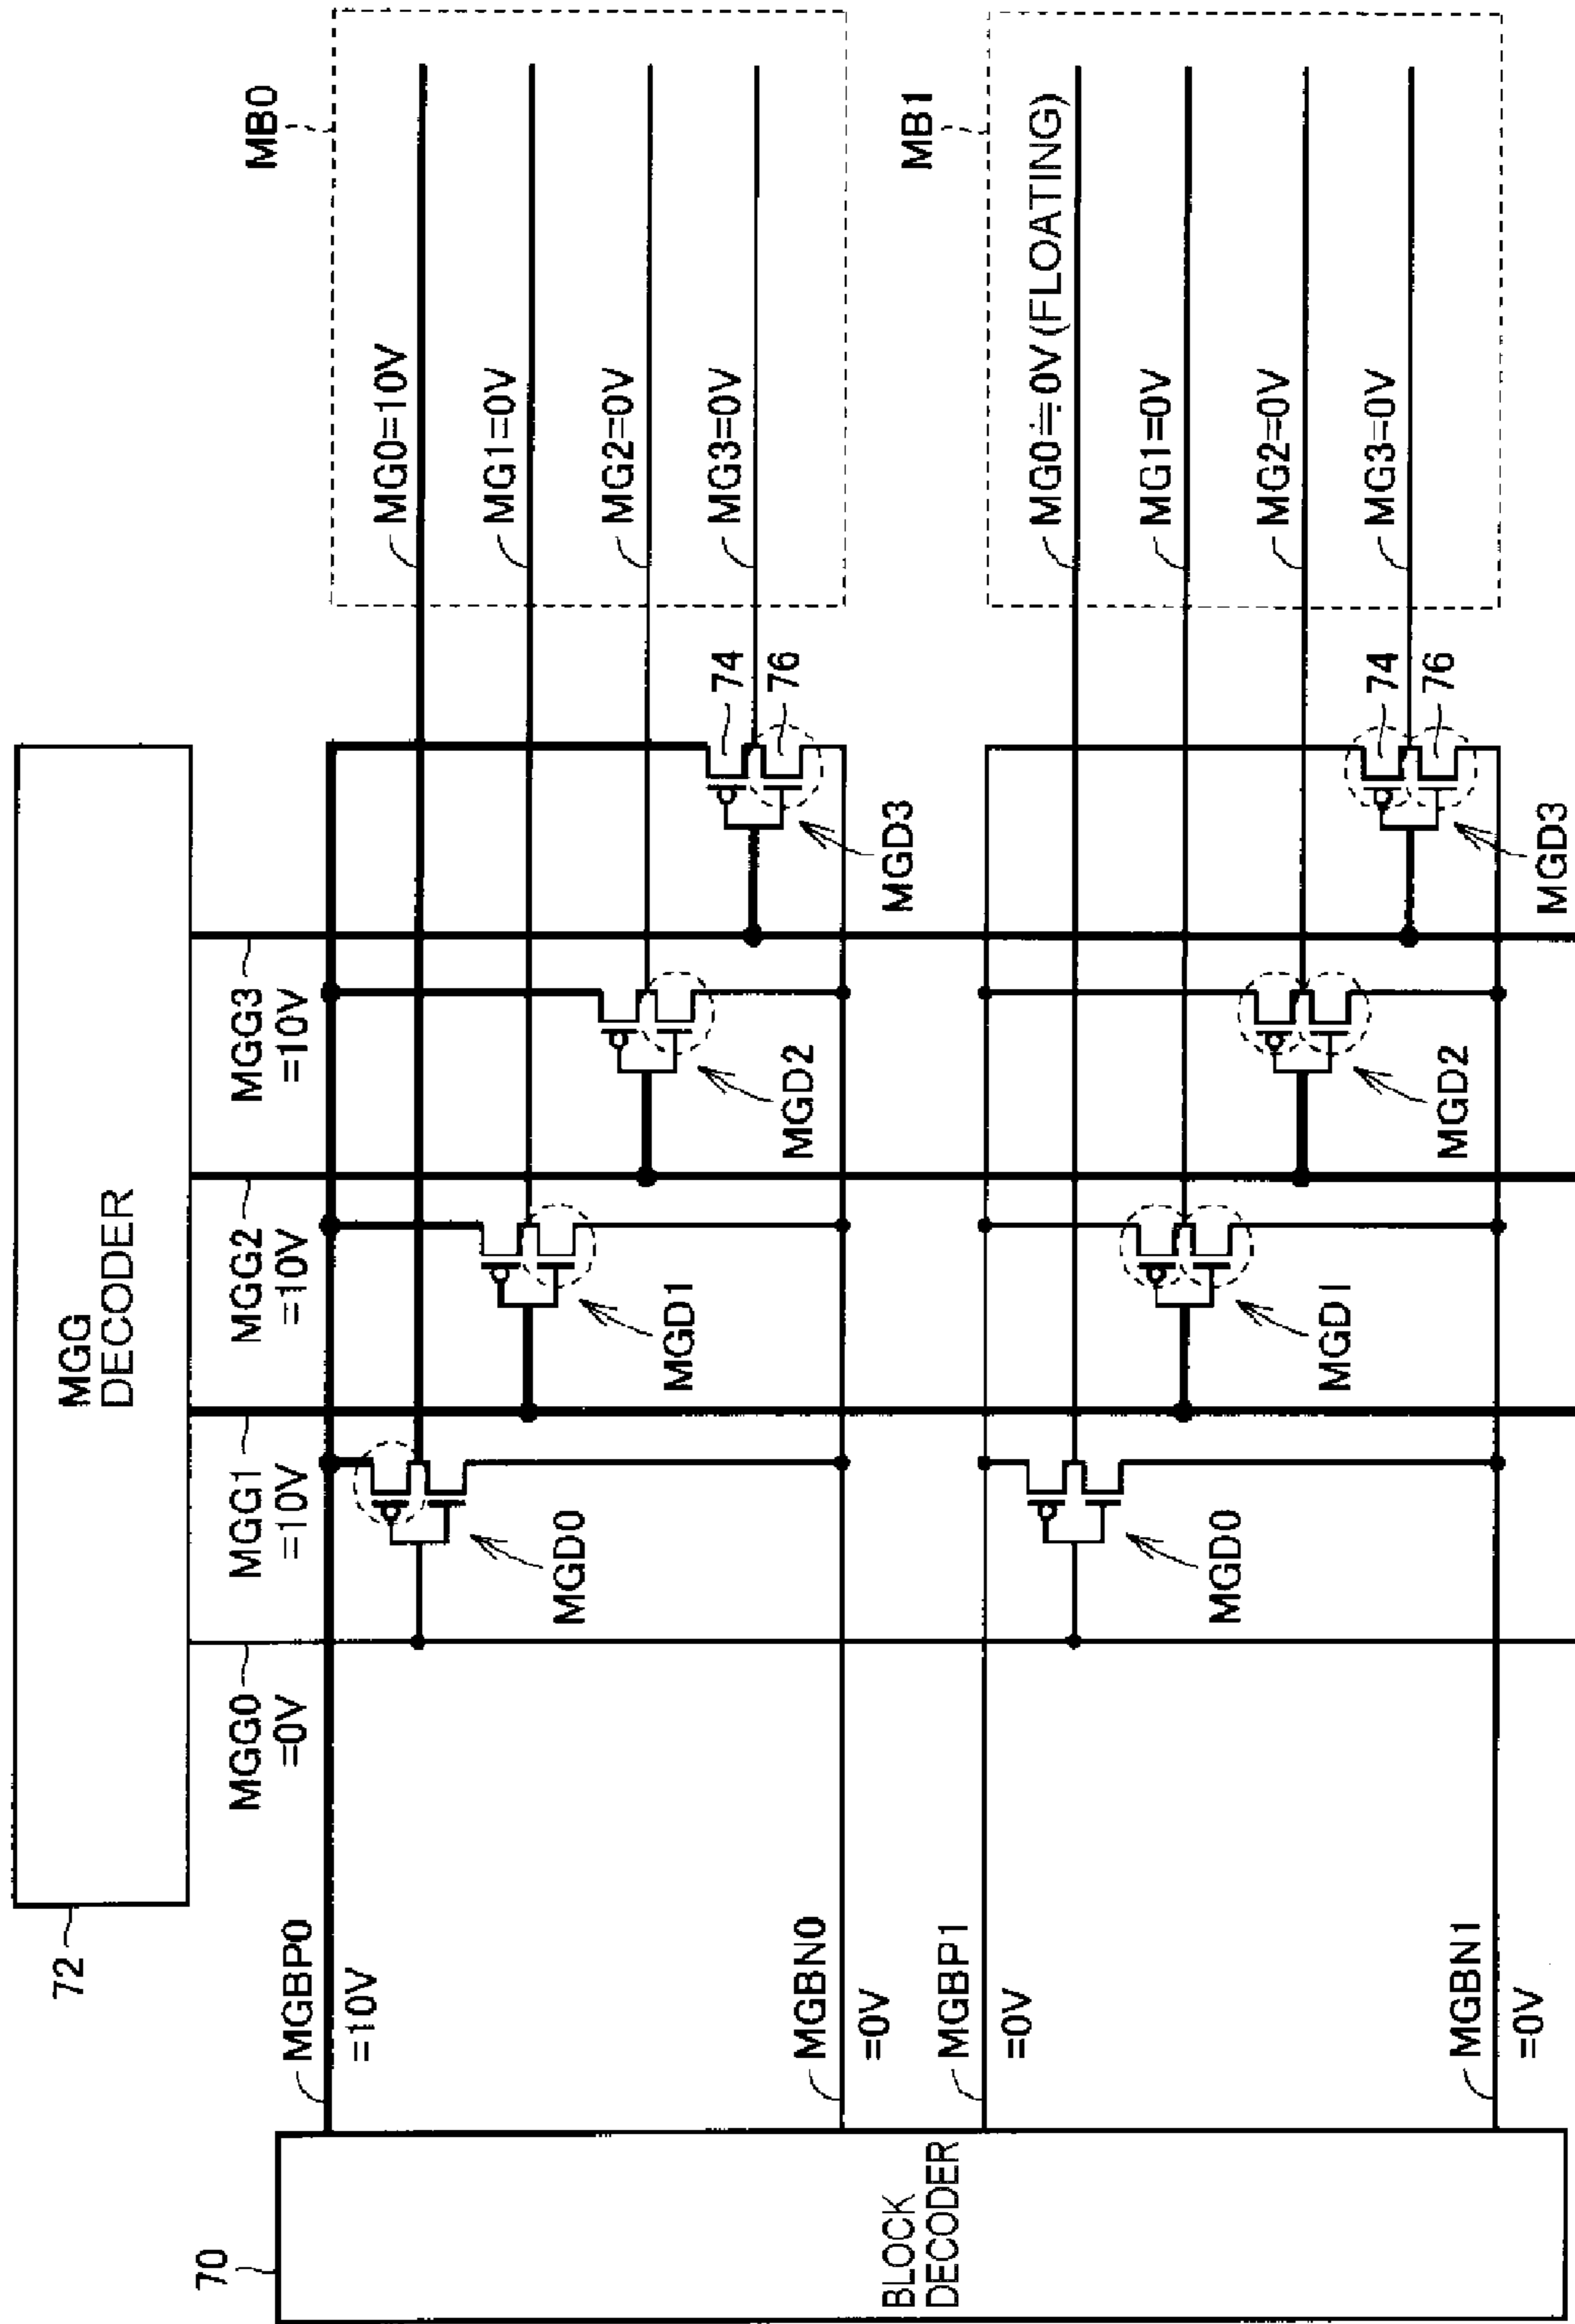 72
MGG
DECODER
MGG0
=0V
MGG1
=10V
MGG2
=10V
MGG3
=10V
70
BLOCK
DECODER
MGBP0
=10V
MGBN0
=0V
MGBP1
=0V
MGBN1
=0V
MGD0
MGD1
MGD2
MGD3
74
76
MB0
MG0=10V
MG1=0V
MG2=0V
MG3=0V
MGD0
MGD1
MGD2
MGD3
74
76
MB1
MG0≒0V (FLOATING)
MG1=0V
MG2=0V
MG3=0V